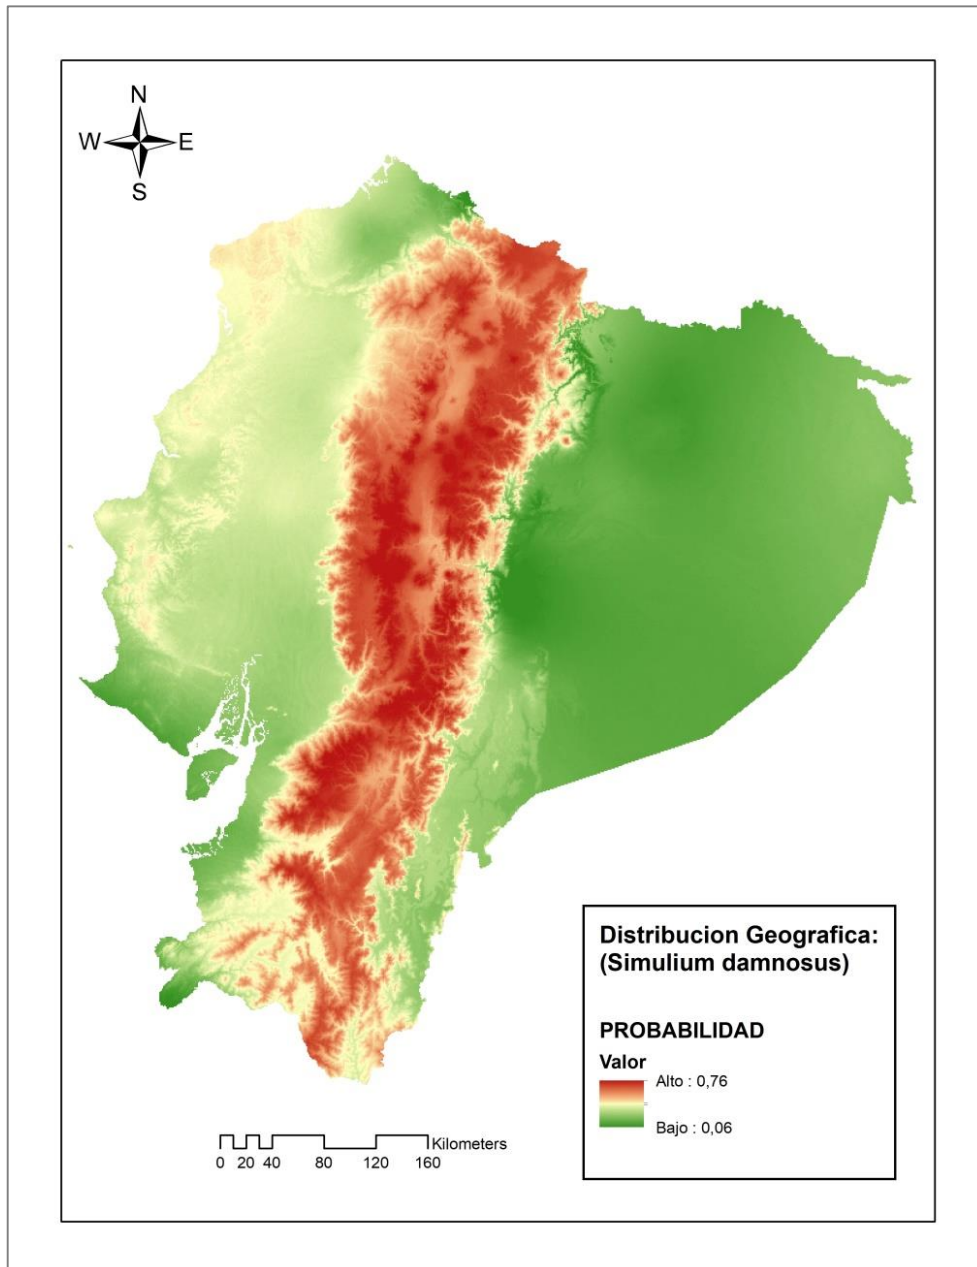 N
W E
S
Distribucion Geografica:
(Simulium damnosus)
PROBABILIDAD
Valor
Alto : 0,76
Bajo : 0,06
Kilometers
0 20 40 80 120 160